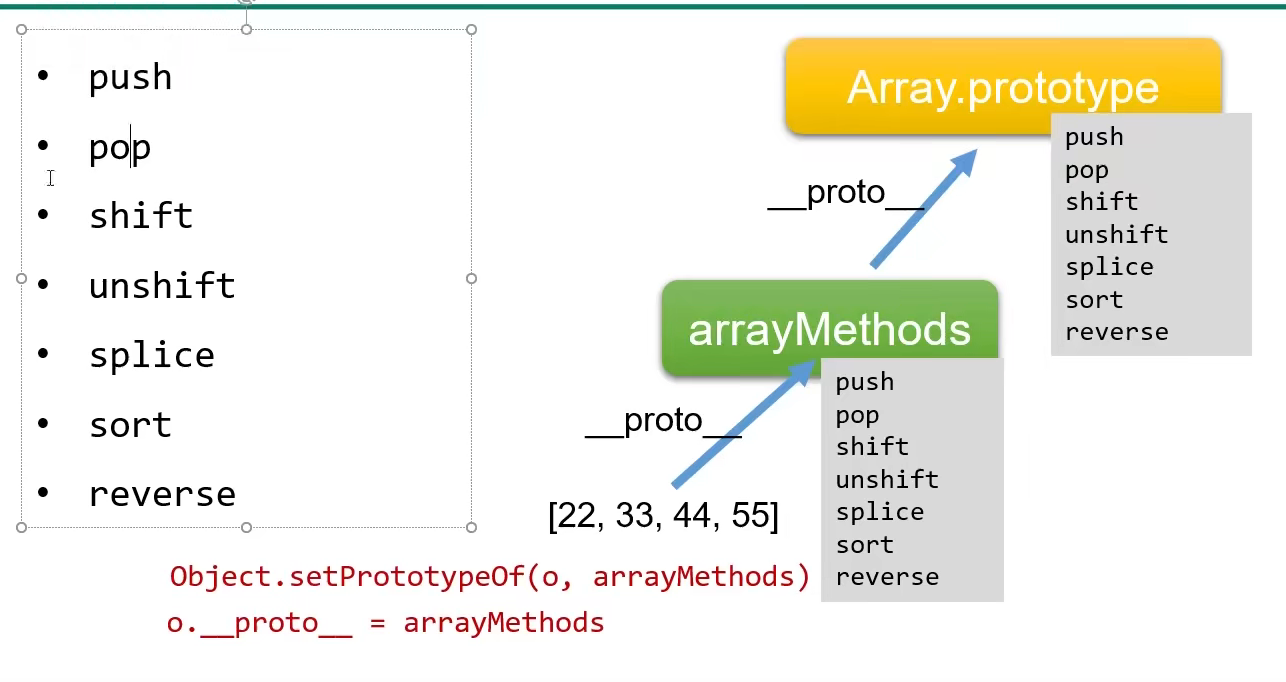 • push
• pop
• shift
• unshift
• splice
• sort
• reverse
Array.prototype
push
pop
shift
unshift
splice
sort
reverse
__proto__
arrayMethods
push
pop
shift
unshift
splice
sort
reverse
__proto__
[22, 33, 44, 55]
Object.setPrototypeOf(o, arrayMethods)
o.__proto__ = arrayMethods